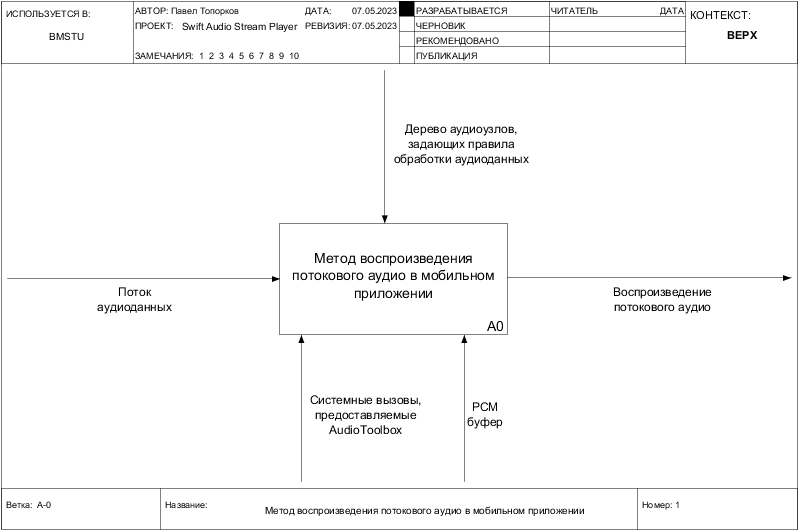 ИСПОЛЬЗУЕТСЯ В:
BMSTU
АВТОР: Павел Топорков
ДАТА: 07.05.2023
ПРОЕКТ: Swift Audio Stream Player
РЕВИЗИЯ: 07.05.2023
ЗАМЕЧАНИЯ: 1 2 3 4 5 6 7 8 9 10
РАЗРАБАТЫВАЕТСЯ
ЧЕРНОВИК
РЕКОМЕНДОВАНО
ПУБЛИКАЦИЯ
ЧИТАТЕЛЬ
ДАТА
КОНТЕКСТ:
ВЕРХ
Дерево аудиоузлов,
задающих правила
обработки аудиоданных
Метод воспроизведения
потокового аудио в мобильном
приложении
A0
Поток
аудиоданных
Воспроизведение
потокового аудио
Системные вызовы,
предоставляемые
AudioToolbox
PCM
буфер
Ветка: A-0
Название:
Метод воспроизведения потокового аудио в мобильном приложении
Номер: 1